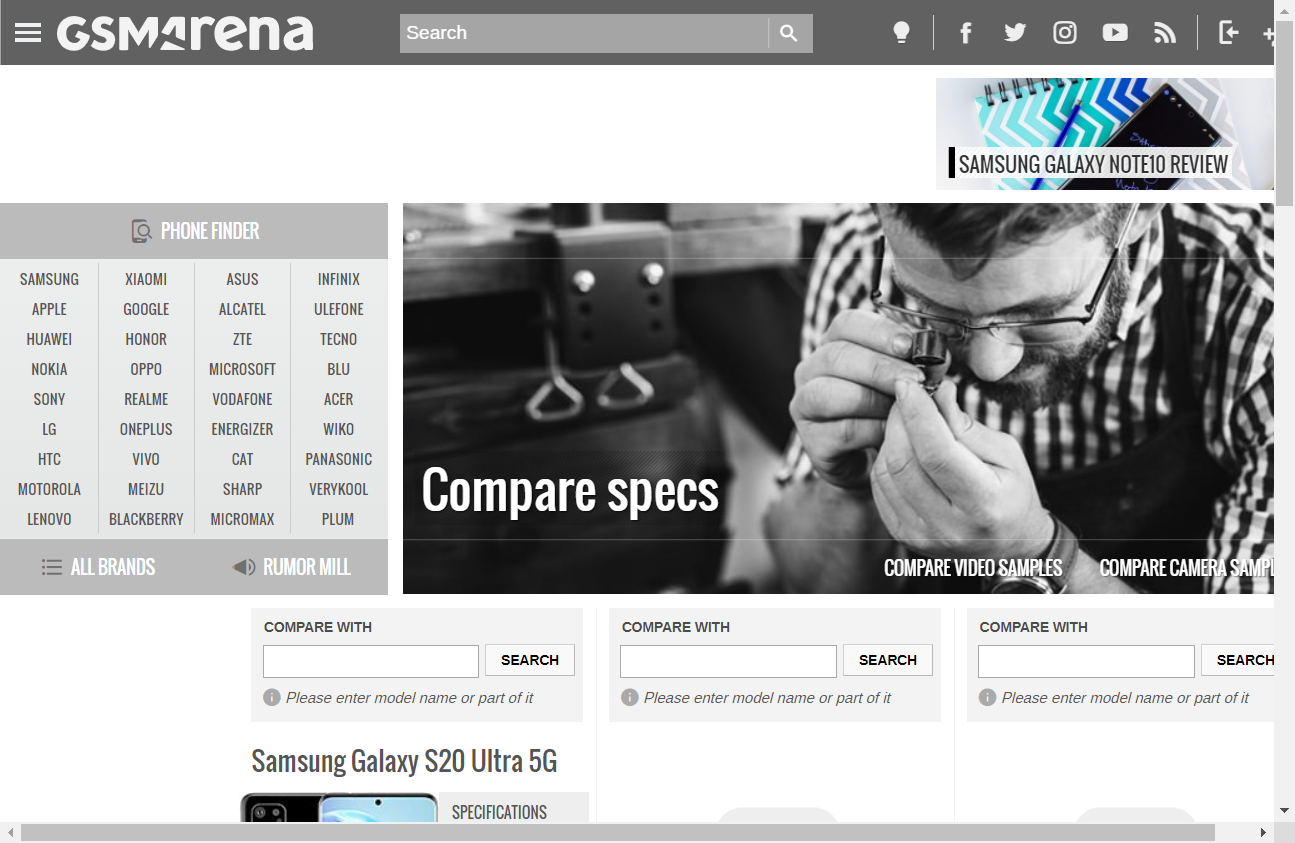 GSMArena
Search
SAMSUNG GALAXY NOTE10 REVIEW
PHONE FINDER
SAMSUNG XIAOMI ASUS INFINIX
APPLE GOOGLE ALCATEL ULEFONE
HUAWEI HONOR ZTE TECNO
NOKIA OPPO MICROSOFT BLU
SONY REALME VODAFONE ACER
LG ONEPLUS ENERGIZER WIKO
HTC VIVO CAT PANASONIC
MOTOROLA MEIZU SHARP VERYKOOL
LENOVO BLACKBERRY MICROMAX PLUM
ALL BRANDS RUMOR MILL
Compare specs
COMPARE VIDEO SAMPLES COMPARE CAMERA SAMPL
COMPARE WITH COMPARE WITH COMPARE WITH
SEARCH SEARCH SEARCH
Please enter model name or part of it Please enter model name or part of it Please enter model name or part of it
Samsung Galaxy S20 Ultra 5G
SPECIFICATIONS